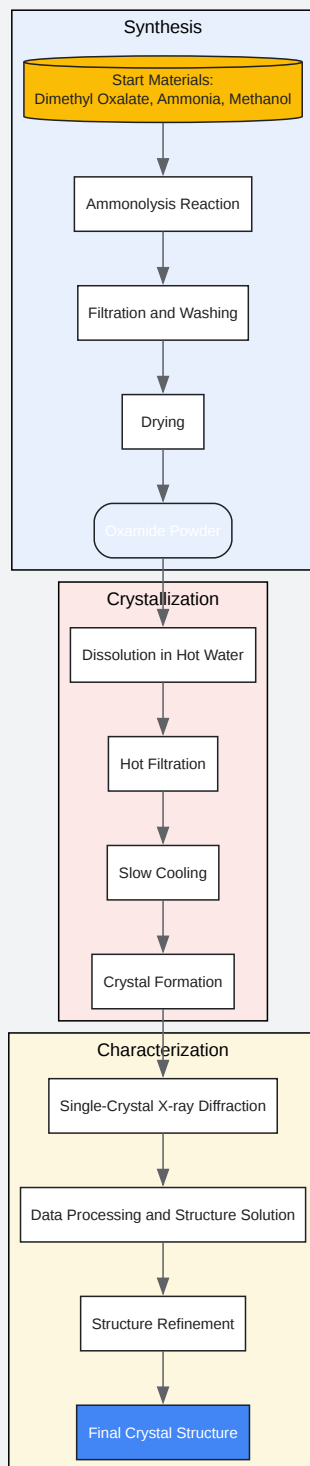 Synthesis
Start Materials:
Dimethyl Oxalate, Ammonia, Methanol
Ammonolysis Reaction
Filtration and Washing
Drying
Oxamide Powder
Crystallization
Dissolution in Hot Water
Hot Filtration
Slow Cooling
Crystal Formation
Characterization
Single-Crystal X-ray Diffraction
Data Processing and Structure Solution
Structure Refinement
Final Crystal Structure